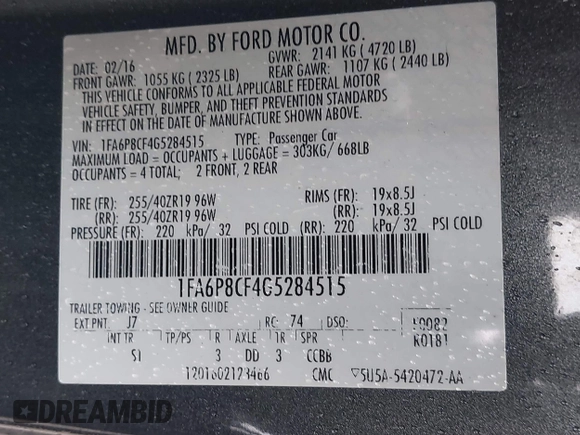 MFD. BY FORD MOTOR CO.
DATE: 02/16 GVWR: 2141 KG ( 4720 LB)
FRONT GAWR: 1055 KG ( 2325 LB) REAR GAWR: 1107 KG ( 2440 LB)
THIS VEHICLE CONFORMS TO ALL APPLICABLE FEDERAL MOTOR
VEHICLE SAFETY, BUMPER, AND THEFT PREVENTION STANDARDS
IN EFFECT ON THE DATE OF MANUFACTURE SHOWN ABOVE.
VIN: 1FA6P8CF4G5284515 TYPE: Passenger Car
MAXIMUM LOAD = OCCUPANTS + LUGGAGE = 303KG/ 668LB
OCCUPANTS = 4 TOTAL; 2 FRONT, 2 REAR
TIRE (FR): 255/40ZR19 96W RIMS (FR): 19x8.5J
(RR): 255/40ZR19 96W (RR): 19x8.5J
PRESSURE (FR): 220 kPa/ 32 PSI COLD (RR): 220 kPa/ 32 PSI COLD
1FA6P8CF4G5284515
TRAILER TOWING - SEE OWNER GUIDE
EXT PNT: J7 RC: 74 DSO:
K0181
INT TR TP/PS R AXLE TR SPR
S1 3 DD 3 CCBB
CMC ▽5U5A-5420472-AA
DREAMBID